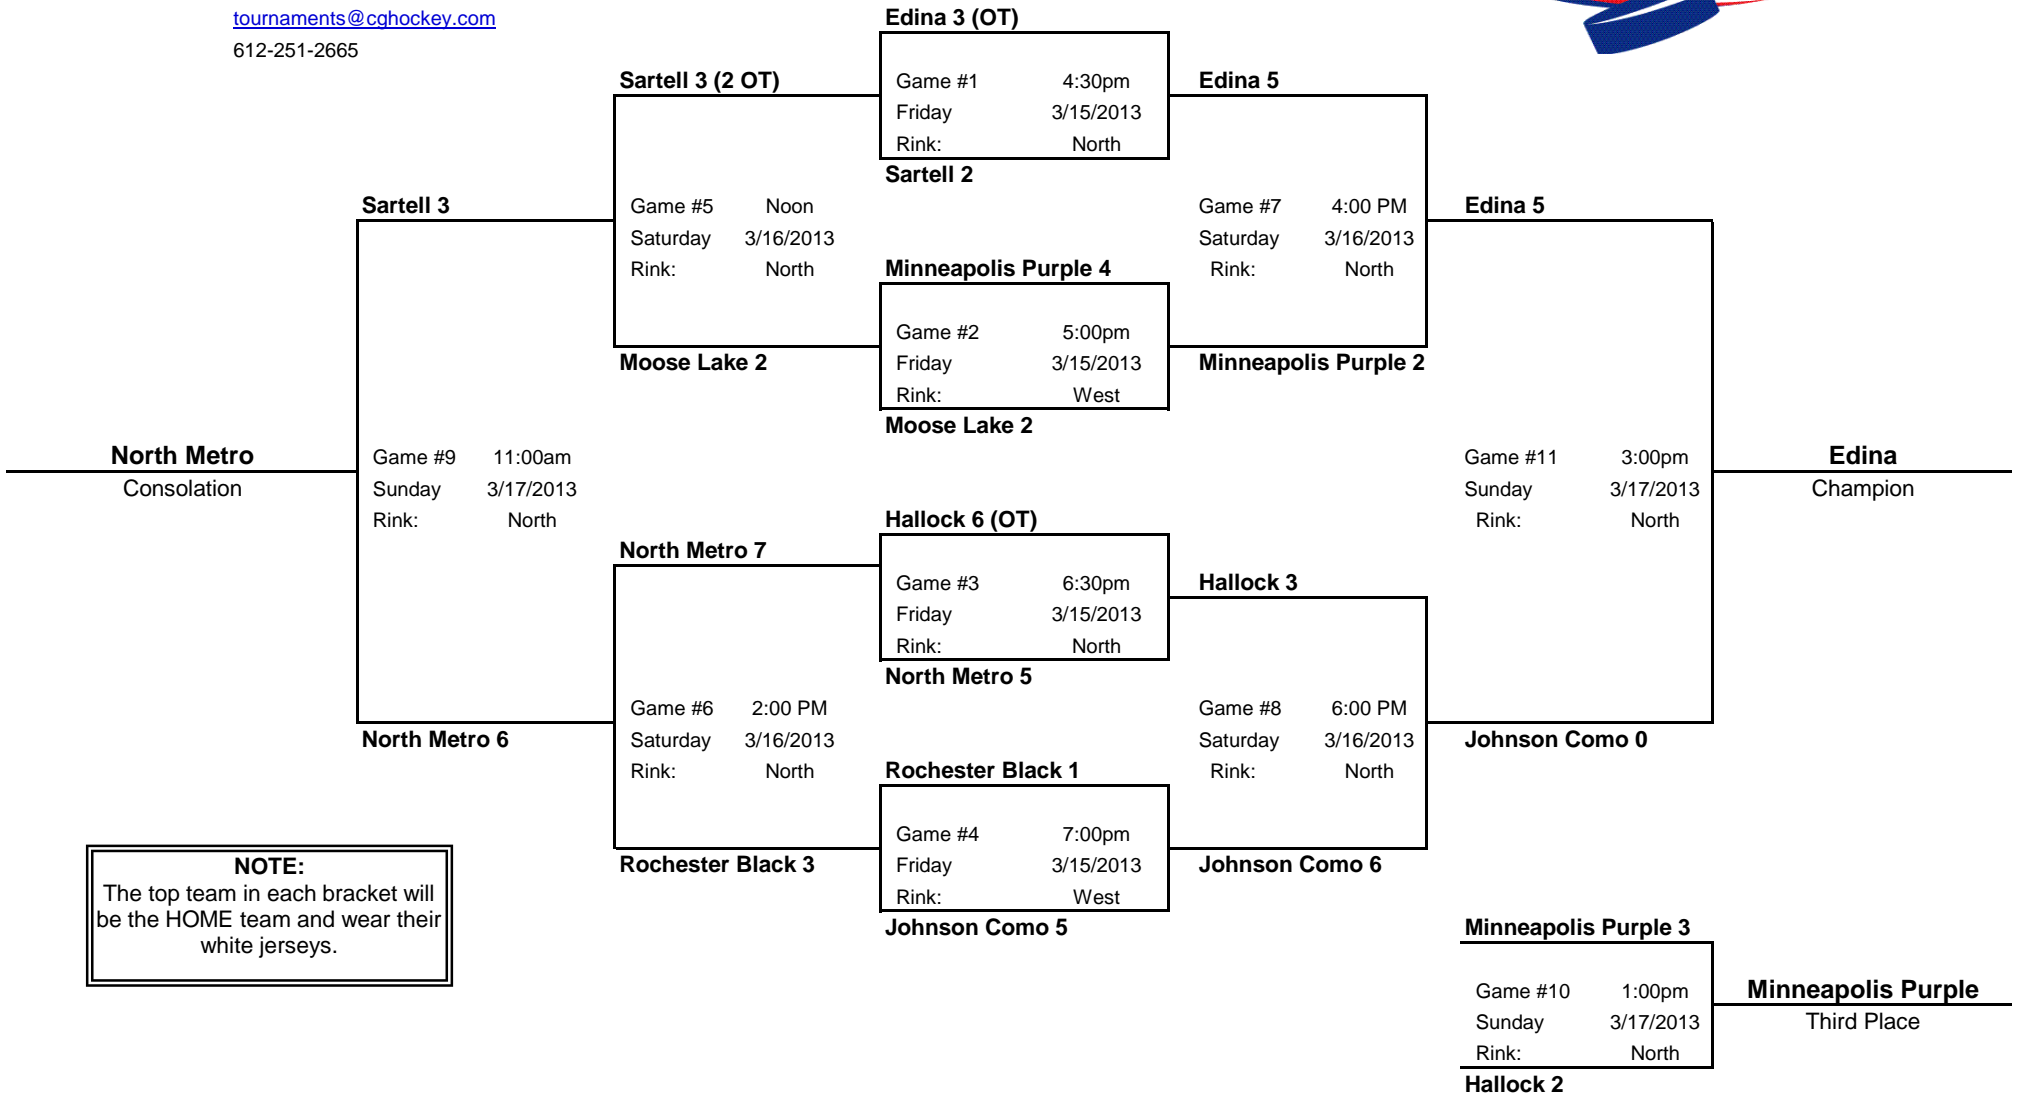 tournaments@cghockey.com
612-251-2665
Edina 3 (OT)
Sartell 3 (2 OT)
Game #1 4:30pm
Edina 5
Friday 3/15/2013
Rink: North
Sartell 2
Sartell 3
Game #5 Noon
Game #7 4:00 PM
Edina 5
Saturday 3/16/2013
Saturday 3/16/2013
Rink: North
Minneapolis Purple 4
Rink: North
Game #2 5:00pm
Moose Lake 2
Friday 3/15/2013
Minneapolis Purple 2
Rink: West
Moose Lake 2
North Metro
Game #9 11:00am
Game #11 3:00pm
Edina
Consolation
Sunday 3/17/2013
Sunday 3/17/2013
Champion
Rink: North
Hallock 6 (OT)
Rink: North
North Metro 7
Game #3 6:30pm
Hallock 3
Friday 3/15/2013
Rink: North
North Metro 5
Game #6 2:00 PM
Game #8 6:00 PM
North Metro 6
Saturday 3/16/2013
Saturday 3/16/2013
Johnson Como 0
Rink: North
Rochester Black 1
Rink: North
Game #4 7:00pm
Rochester Black 3
Friday 3/15/2013
Johnson Como 6
Rink: West
Johnson Como 5
NOTE:
The top team in each bracket will
be the HOME team and wear their
white jerseys.
Minneapolis Purple 3
Game #10 1:00pm
Minneapolis Purple
Sunday 3/17/2013
Third Place
Rink: North
Hallock 2